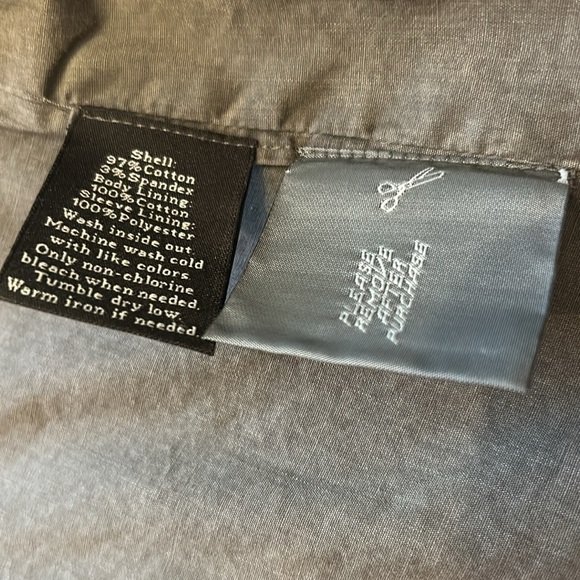 Shell:
97% Cotton
3% Spandex
Body Lining:
100% Cotton
Sleeve Lining:
100% Polyester
Wash inside out
Machine wash cold
with like colors
Only non-chlorine
bleach when needed.
Tumble dry low.
Warm iron if needed.
PLEASE
REMOVE
AFTER
PURCHASE